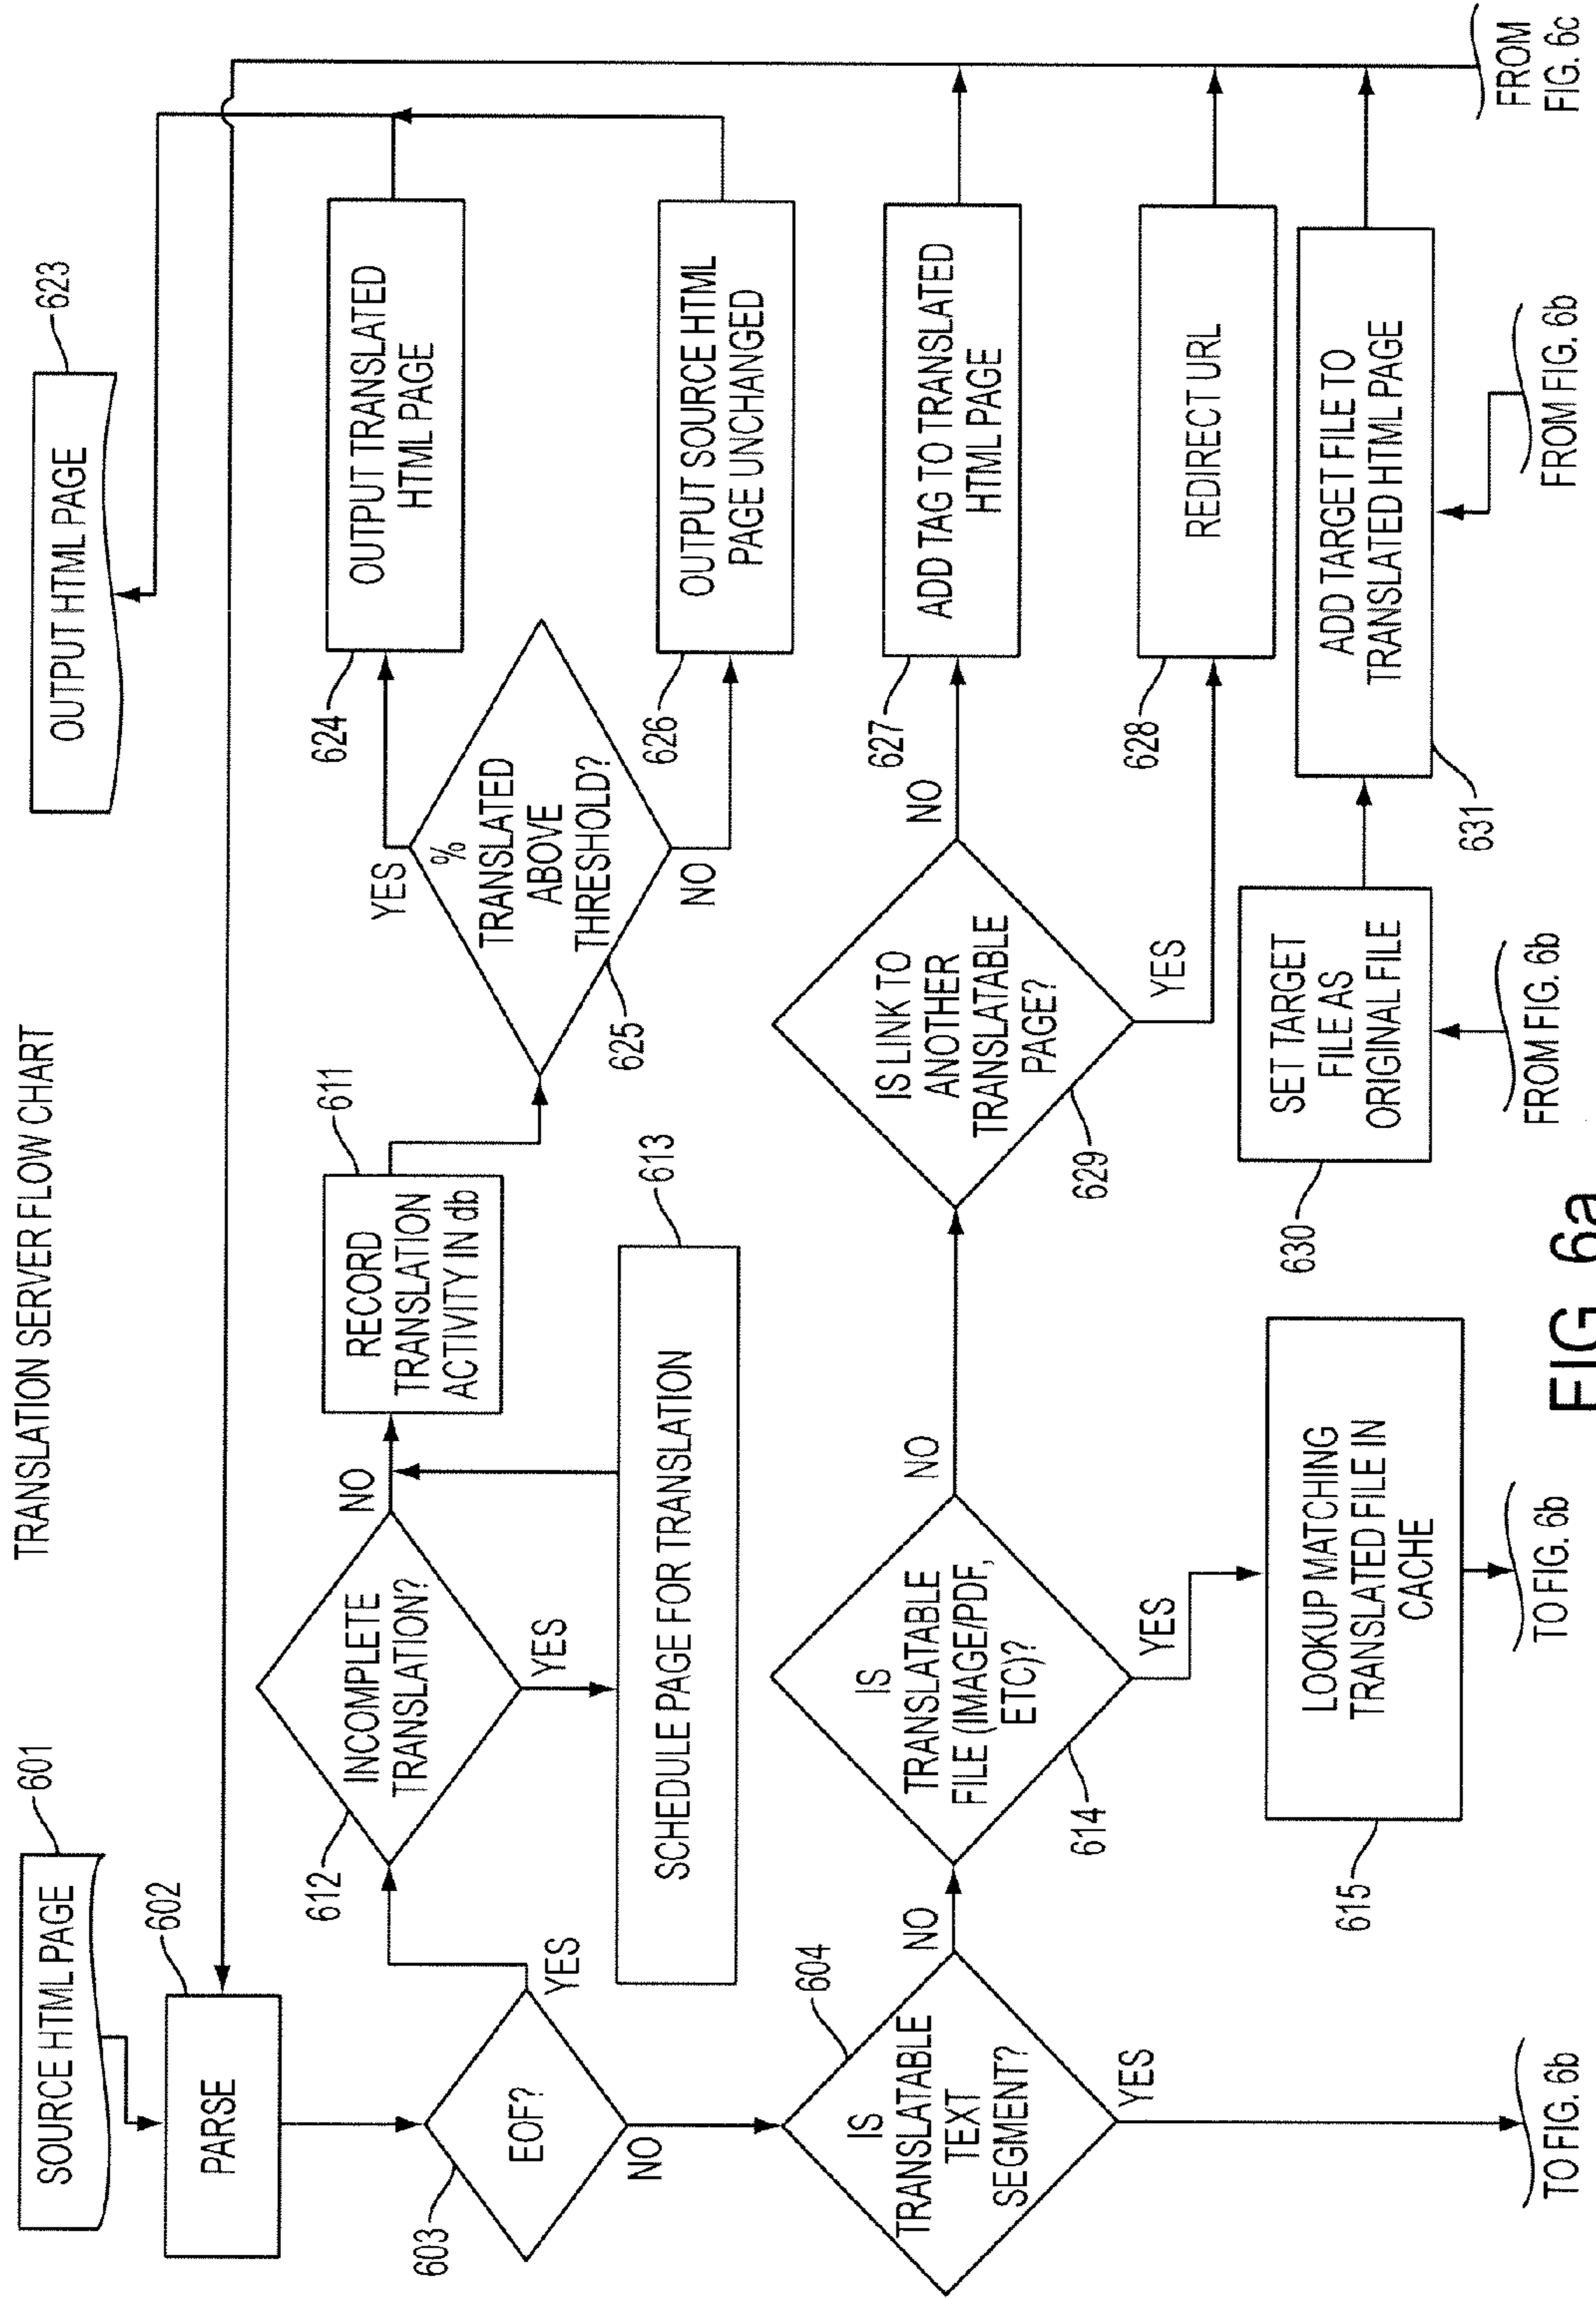 TRANSLATION SERVER FLOW CHART
SOURCE HTML PAGE
601
OUTPUT HTML PAGE
623
PARSE
602
EOF?
603
YES
NO
INCOMPLETE
TRANSLATION?
612
NO
YES
RECORD
TRANSLATION
ACTIVITY IN db
611
SCHEDULE PAGE FOR TRANSLATION
613
%
TRANSLATED
ABOVE
THRESHOLD?
625
YES
NO
OUTPUT TRANSLATED
HTML PAGE
624
OUTPUT SOURCE HTML
PAGE UNCHANGED
626
IS
TRANSLATABLE
TEXT
SEGMENT?
604
NO
YES
IS
TRANSLATABLE
FILE (IMAGE/PDF,
ETC)?
614
NO
YES
IS LINK TO
ANOTHER
TRANSLATABLE
PAGE?
629
NO
YES
ADD TAG TO TRANSLATED
HTML PAGE
627
REDIRECT URL
628
LOOKUP MATCHING
TRANSLATED FILE IN
CACHE
615
SET TARGET
FILE AS
ORIGINAL FILE
630
ADD TARGET FILE TO
TRANSLATED HTML PAGE
631
TO FIG. 6b
TO FIG. 6b
FROM FIG. 6b
FROM FIG. 6b
FROM
FIG. 6c
FIG. 6a